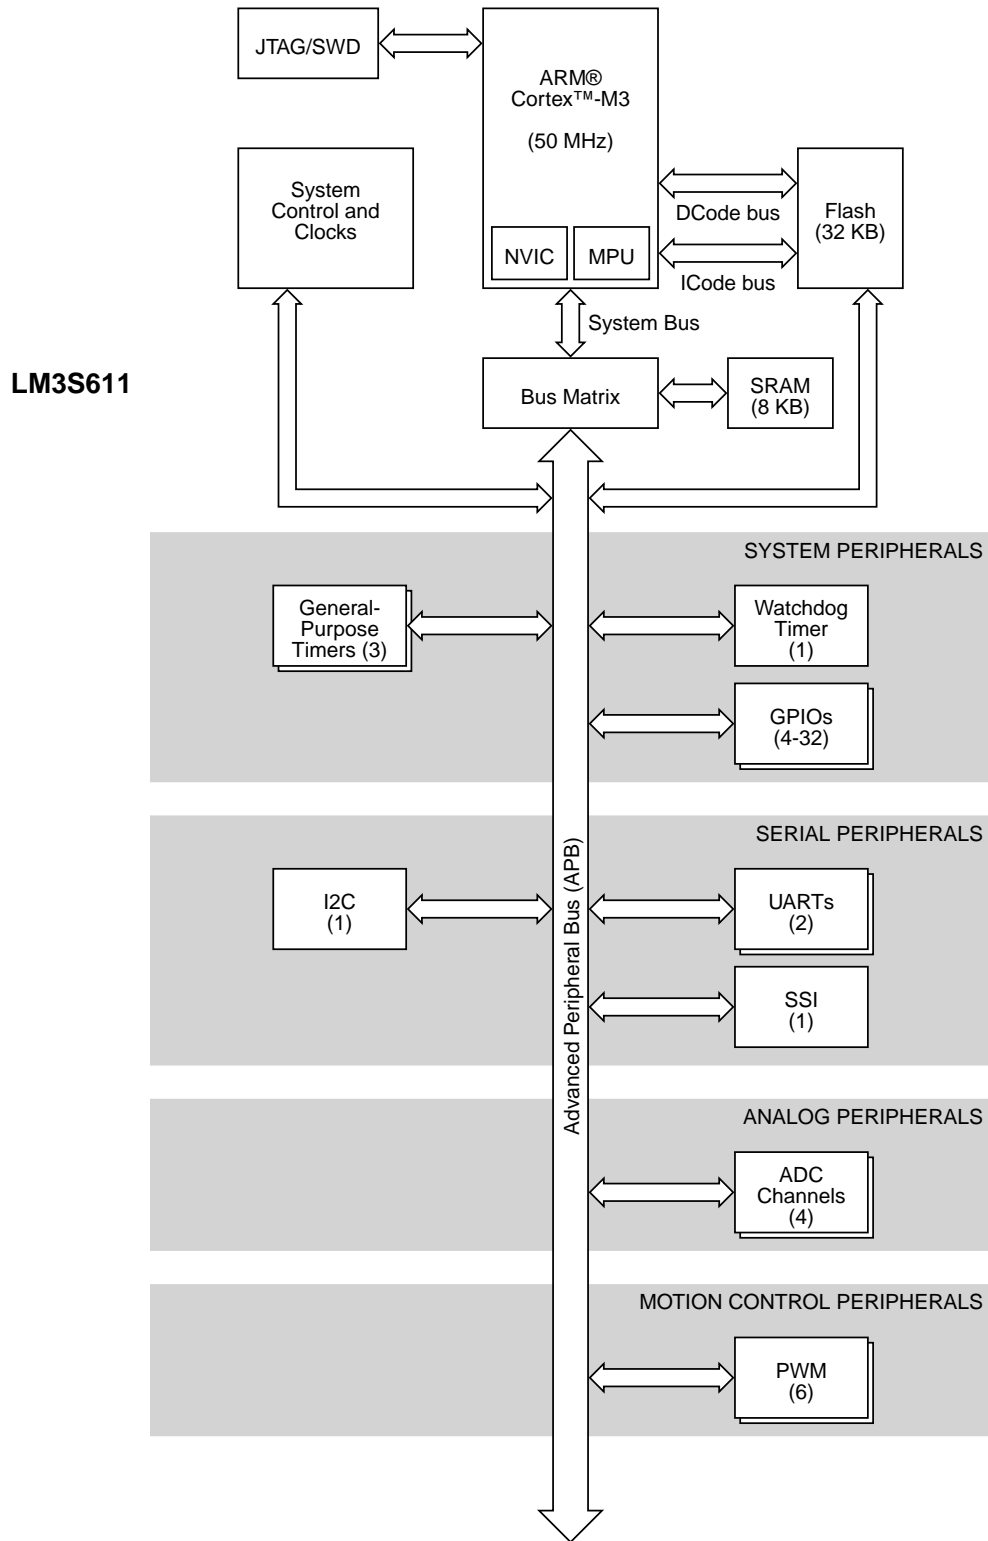 JTAG/SWD
ARM®
Cortex™-M3
(50 MHz)
System
Control and
Clocks
DCode bus
Flash
(32 KB)
NVIC
MPU
ICode bus
System Bus
LM3S611
Bus Matrix
SRAM
(8 KB)
SYSTEM PERIPHERALS
General-
Purpose
Timers (3)
Watchdog
Timer
(1)
GPIOs
(4-32)
Advanced Peripheral Bus (APB)
SERIAL PERIPHERALS
I2C
(1)
UARTs
(2)
SSI
(1)
ANALOG PERIPHERALS
ADC
Channels
(4)
MOTION CONTROL PERIPHERALS
PWM
(6)